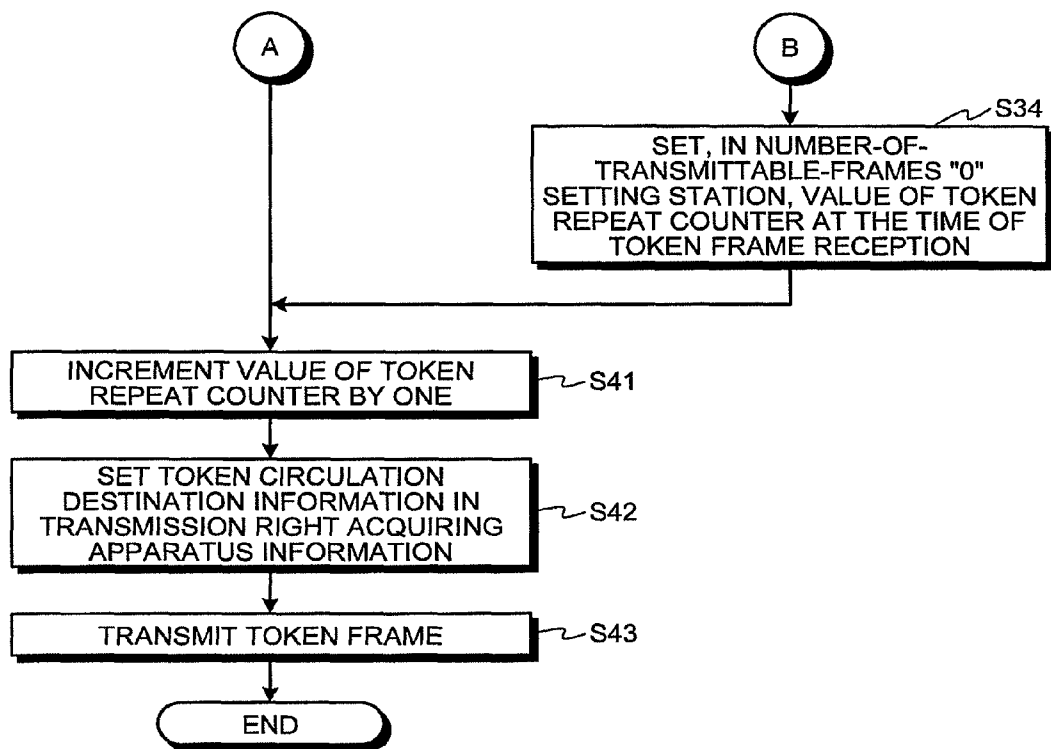 A
B
S34
SET, IN NUMBER-OF-
TRANSMITTABLE-FRAMES "0"
SETTING STATION, VALUE OF TOKEN
REPEAT COUNTER AT THE TIME OF
TOKEN FRAME RECEPTION
INCREMENT VALUE OF TOKEN
REPEAT COUNTER BY ONE
S41
SET TOKEN CIRCULATION
DESTINATION INFORMATION IN
TRANSMISSION RIGHT ACQUIRING
APPARATUS INFORMATION
S42
TRANSMIT TOKEN FRAME
S43
END